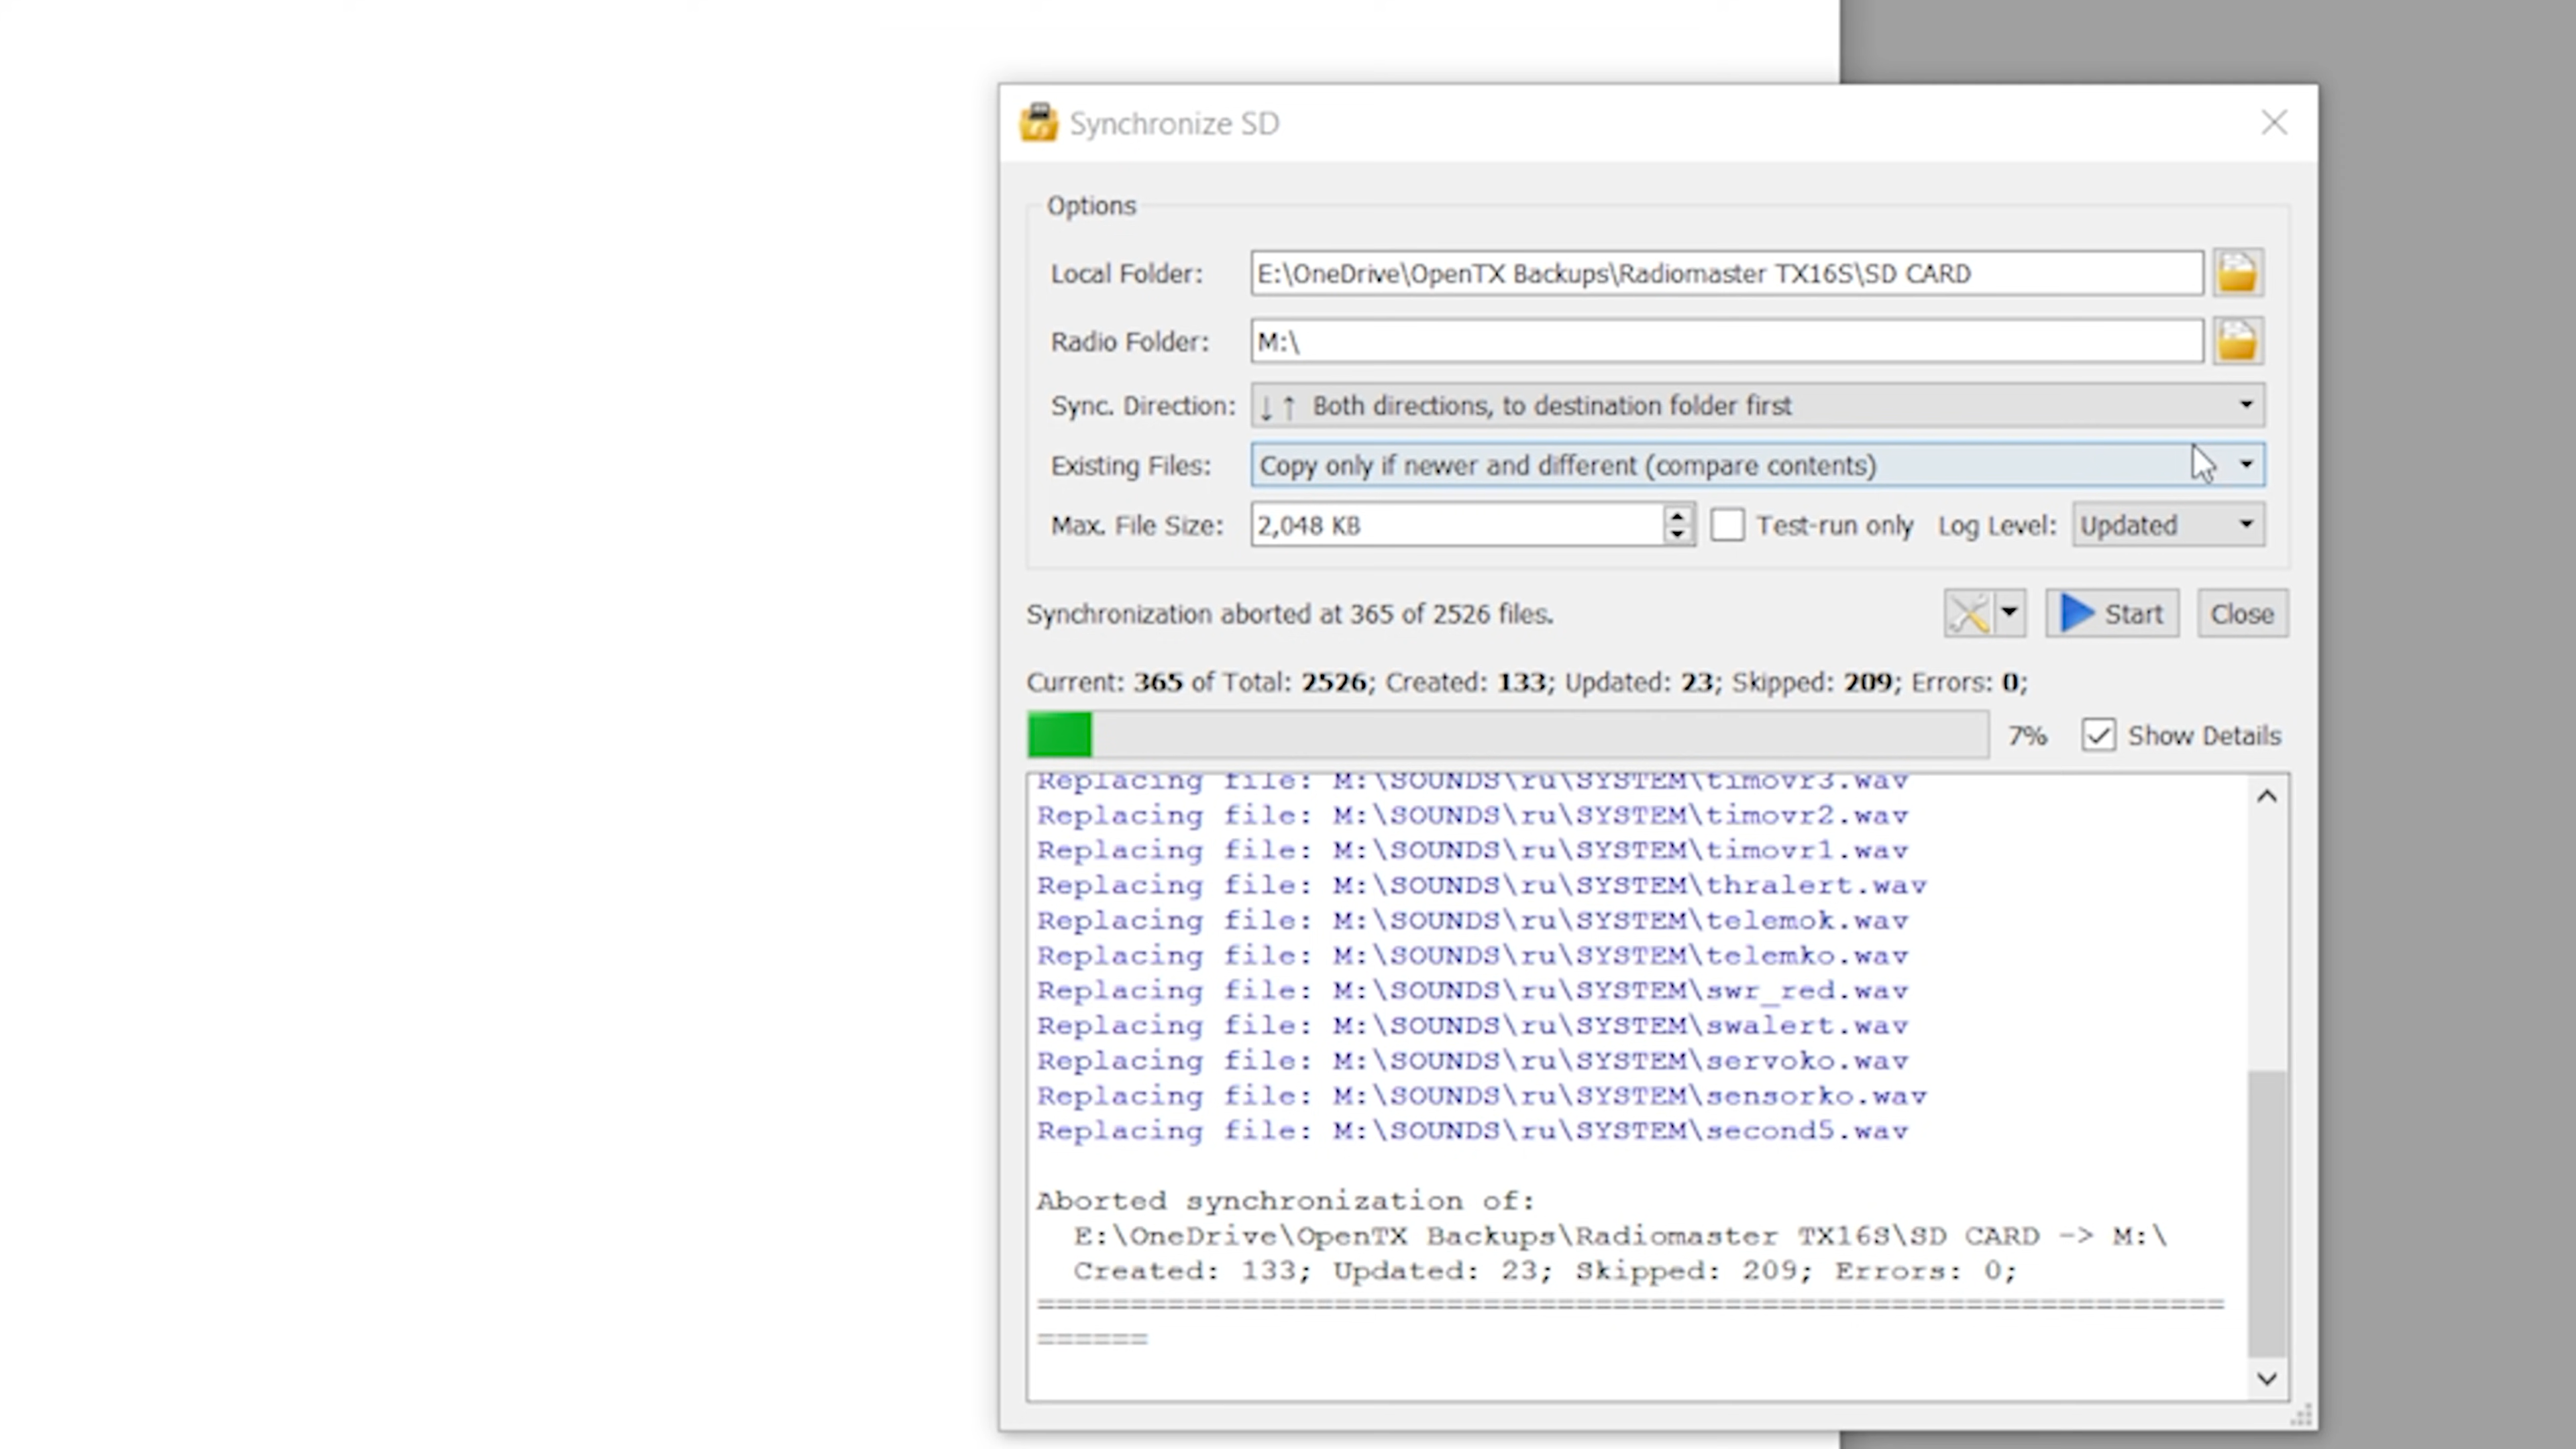 Synchronize SD
Options
Local Folder: E:\OneDrive\OpenTX Backups\Radiomaster TX16S\SD CARD
Radio Folder: M:\
Sync. Direction: ↓↑ Both directions, to destination folder first
Existing Files: Copy only if newer and different (compare contents)
Max. File Size: 2,048 KB Test-run only Log Level: Updated
Synchronization aborted at 365 of 2526 files. Start Close
Current: 365 of Total: 2526; Created: 133; Updated: 23; Skipped: 209; Errors: 0;
7% Show Details
Replacing file: M:\SOUNDS\ru\SYSTEM\timovr3.wav
Replacing file: M:\SOUNDS\ru\SYSTEM\timovr2.wav
Replacing file: M:\SOUNDS\ru\SYSTEM\timovr1.wav
Replacing file: M:\SOUNDS\ru\SYSTEM\thralert.wav
Replacing file: M:\SOUNDS\ru\SYSTEM\telemok.wav
Replacing file: M:\SOUNDS\ru\SYSTEM\telemko.wav
Replacing file: M:\SOUNDS\ru\SYSTEM\swr_red.wav
Replacing file: M:\SOUNDS\ru\SYSTEM\swalert.wav
Replacing file: M:\SOUNDS\ru\SYSTEM\servoko.wav
Replacing file: M:\SOUNDS\ru\SYSTEM\sensorko.wav
Replacing file: M:\SOUNDS\ru\SYSTEM\second5.wav
Aborted synchronization of:
E:\OneDrive\OpenTX Backups\Radiomaster TX16S\SD CARD -> M:\
Created: 133; Updated: 23; Skipped: 209; Errors: 0;
================================================================
======